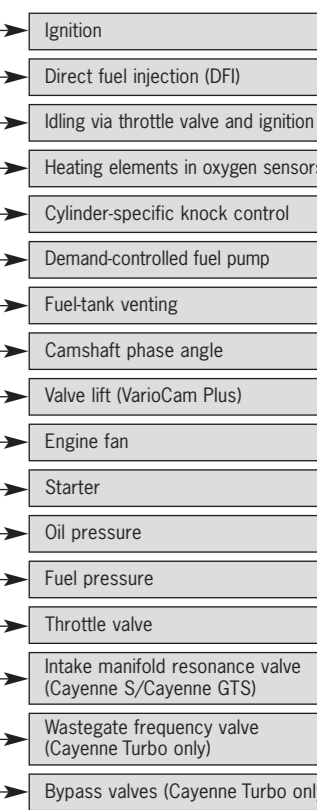 Ignition
Direct fuel injection (DFI)
Idling via throttle valve and ignition
Heating elements in oxygen sensors
Cylinder-specific knock control
Demand-controlled fuel pump
Fuel-tank venting
Camshaft phase angle
Valve lift (VarioCam Plus)
Engine fan
Starter
Oil pressure
Fuel pressure
Throttle valve
Intake manifold resonance valve
(Cayenne S/Cayenne GTS)
Wastegate frequency valve
(Cayenne Turbo only)
Bypass valves (Cayenne Turbo only